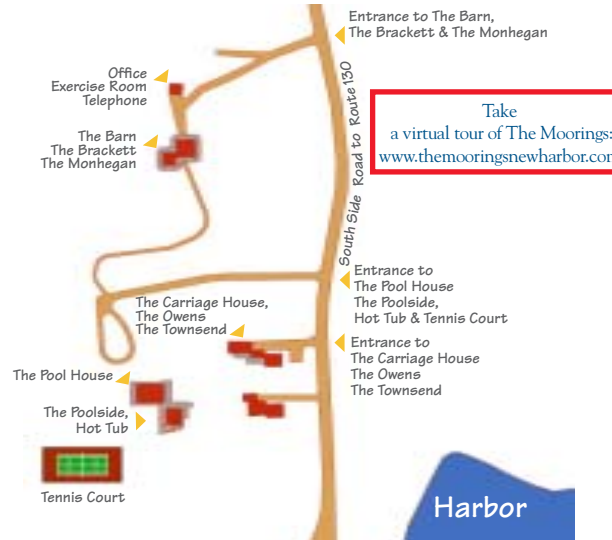 Entrance to The Barn,
The Brackett & The Monhegan
Office
Exercise Room
Telephone
The Barn
The Brackett
The Monhegan
South Side Road to Route 130
Take
a virtual tour of The Moorings:
www.themooringsnewharbor.com
Entrance to
The Pool House
The Poolside,
Hot Tub & Tennis Court
The Carriage House,
The Owens
The Townsend
Entrance to
The Carriage House
The Owens
The Townsend
The Pool House
The Poolside,
Hot Tub
Tennis Court
Harbor